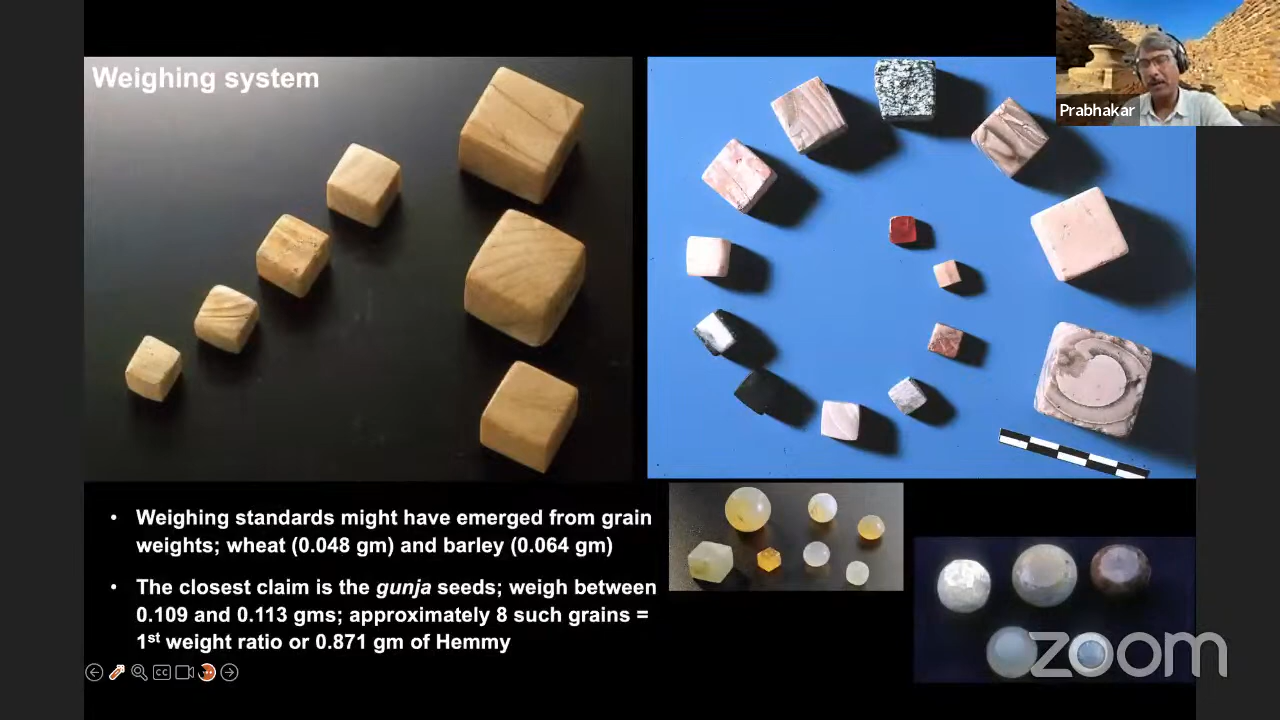 Weighing system
Prabhakar
• Weighing standards might have emerged from grain
weights; wheat (0.048 gm) and barley (0.064 gm)
• The closest claim is the gunja seeds; weigh between
0.109 and 0.113 gms; approximately 8 such grains =
1st weight ratio or 0.871 gm of Hemmy
CC
zoom